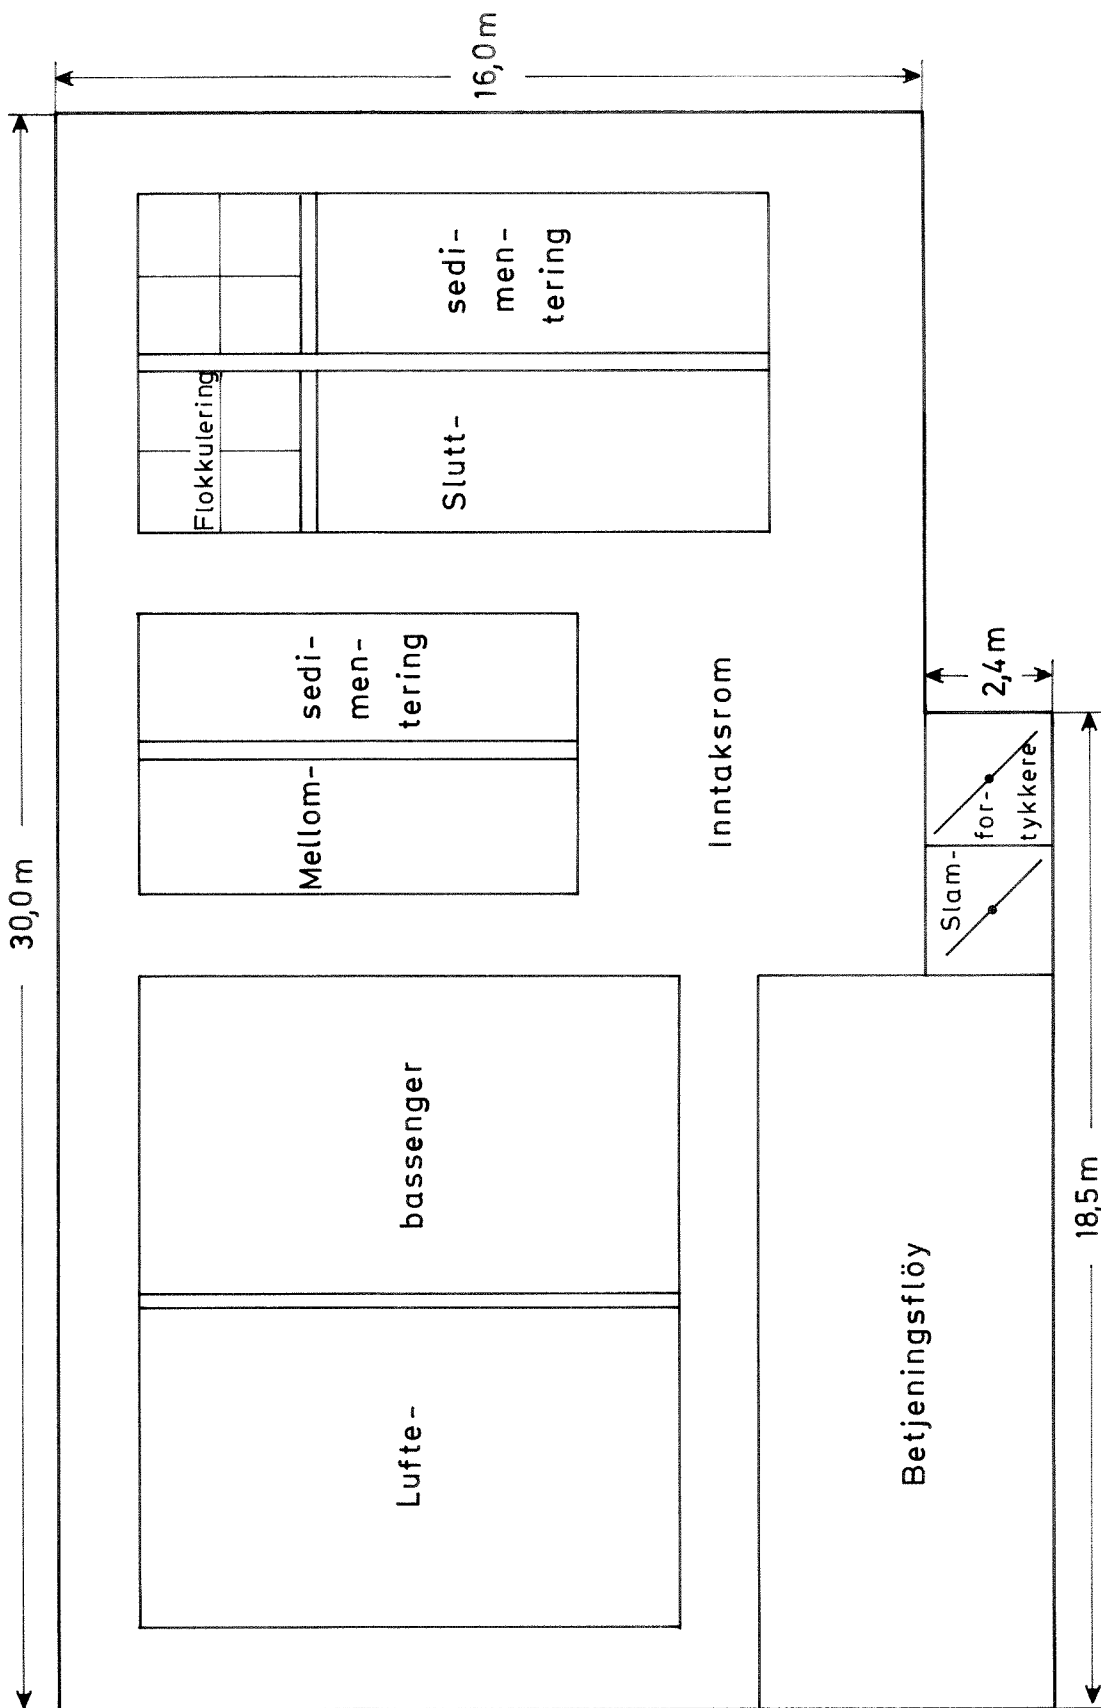 30,0 m
16,0 m
Lufte-
bassenger
Mellom-
sedi-
men-
tering
Flokkulering
Slutt-
sedi-
men-
tering
Inntaksrom
Betjeningsflöy
Slam-
for-
tykkere
2,4 m
18,5 m